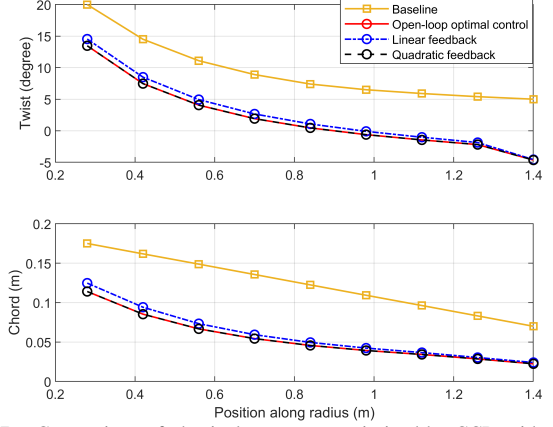 20
15
10
5
0
-5
Twist (degree)
0.2 0.4 0.6 0.8 1 1.2 1.4
Baseline
Open-loop optimal control
Linear feedback
Quadratic feedback
0.2
0.15
0.1
0.05
0
Chord (m)
0.2 0.4 0.6 0.8 1 1.2 1.4
Position along radius (m)